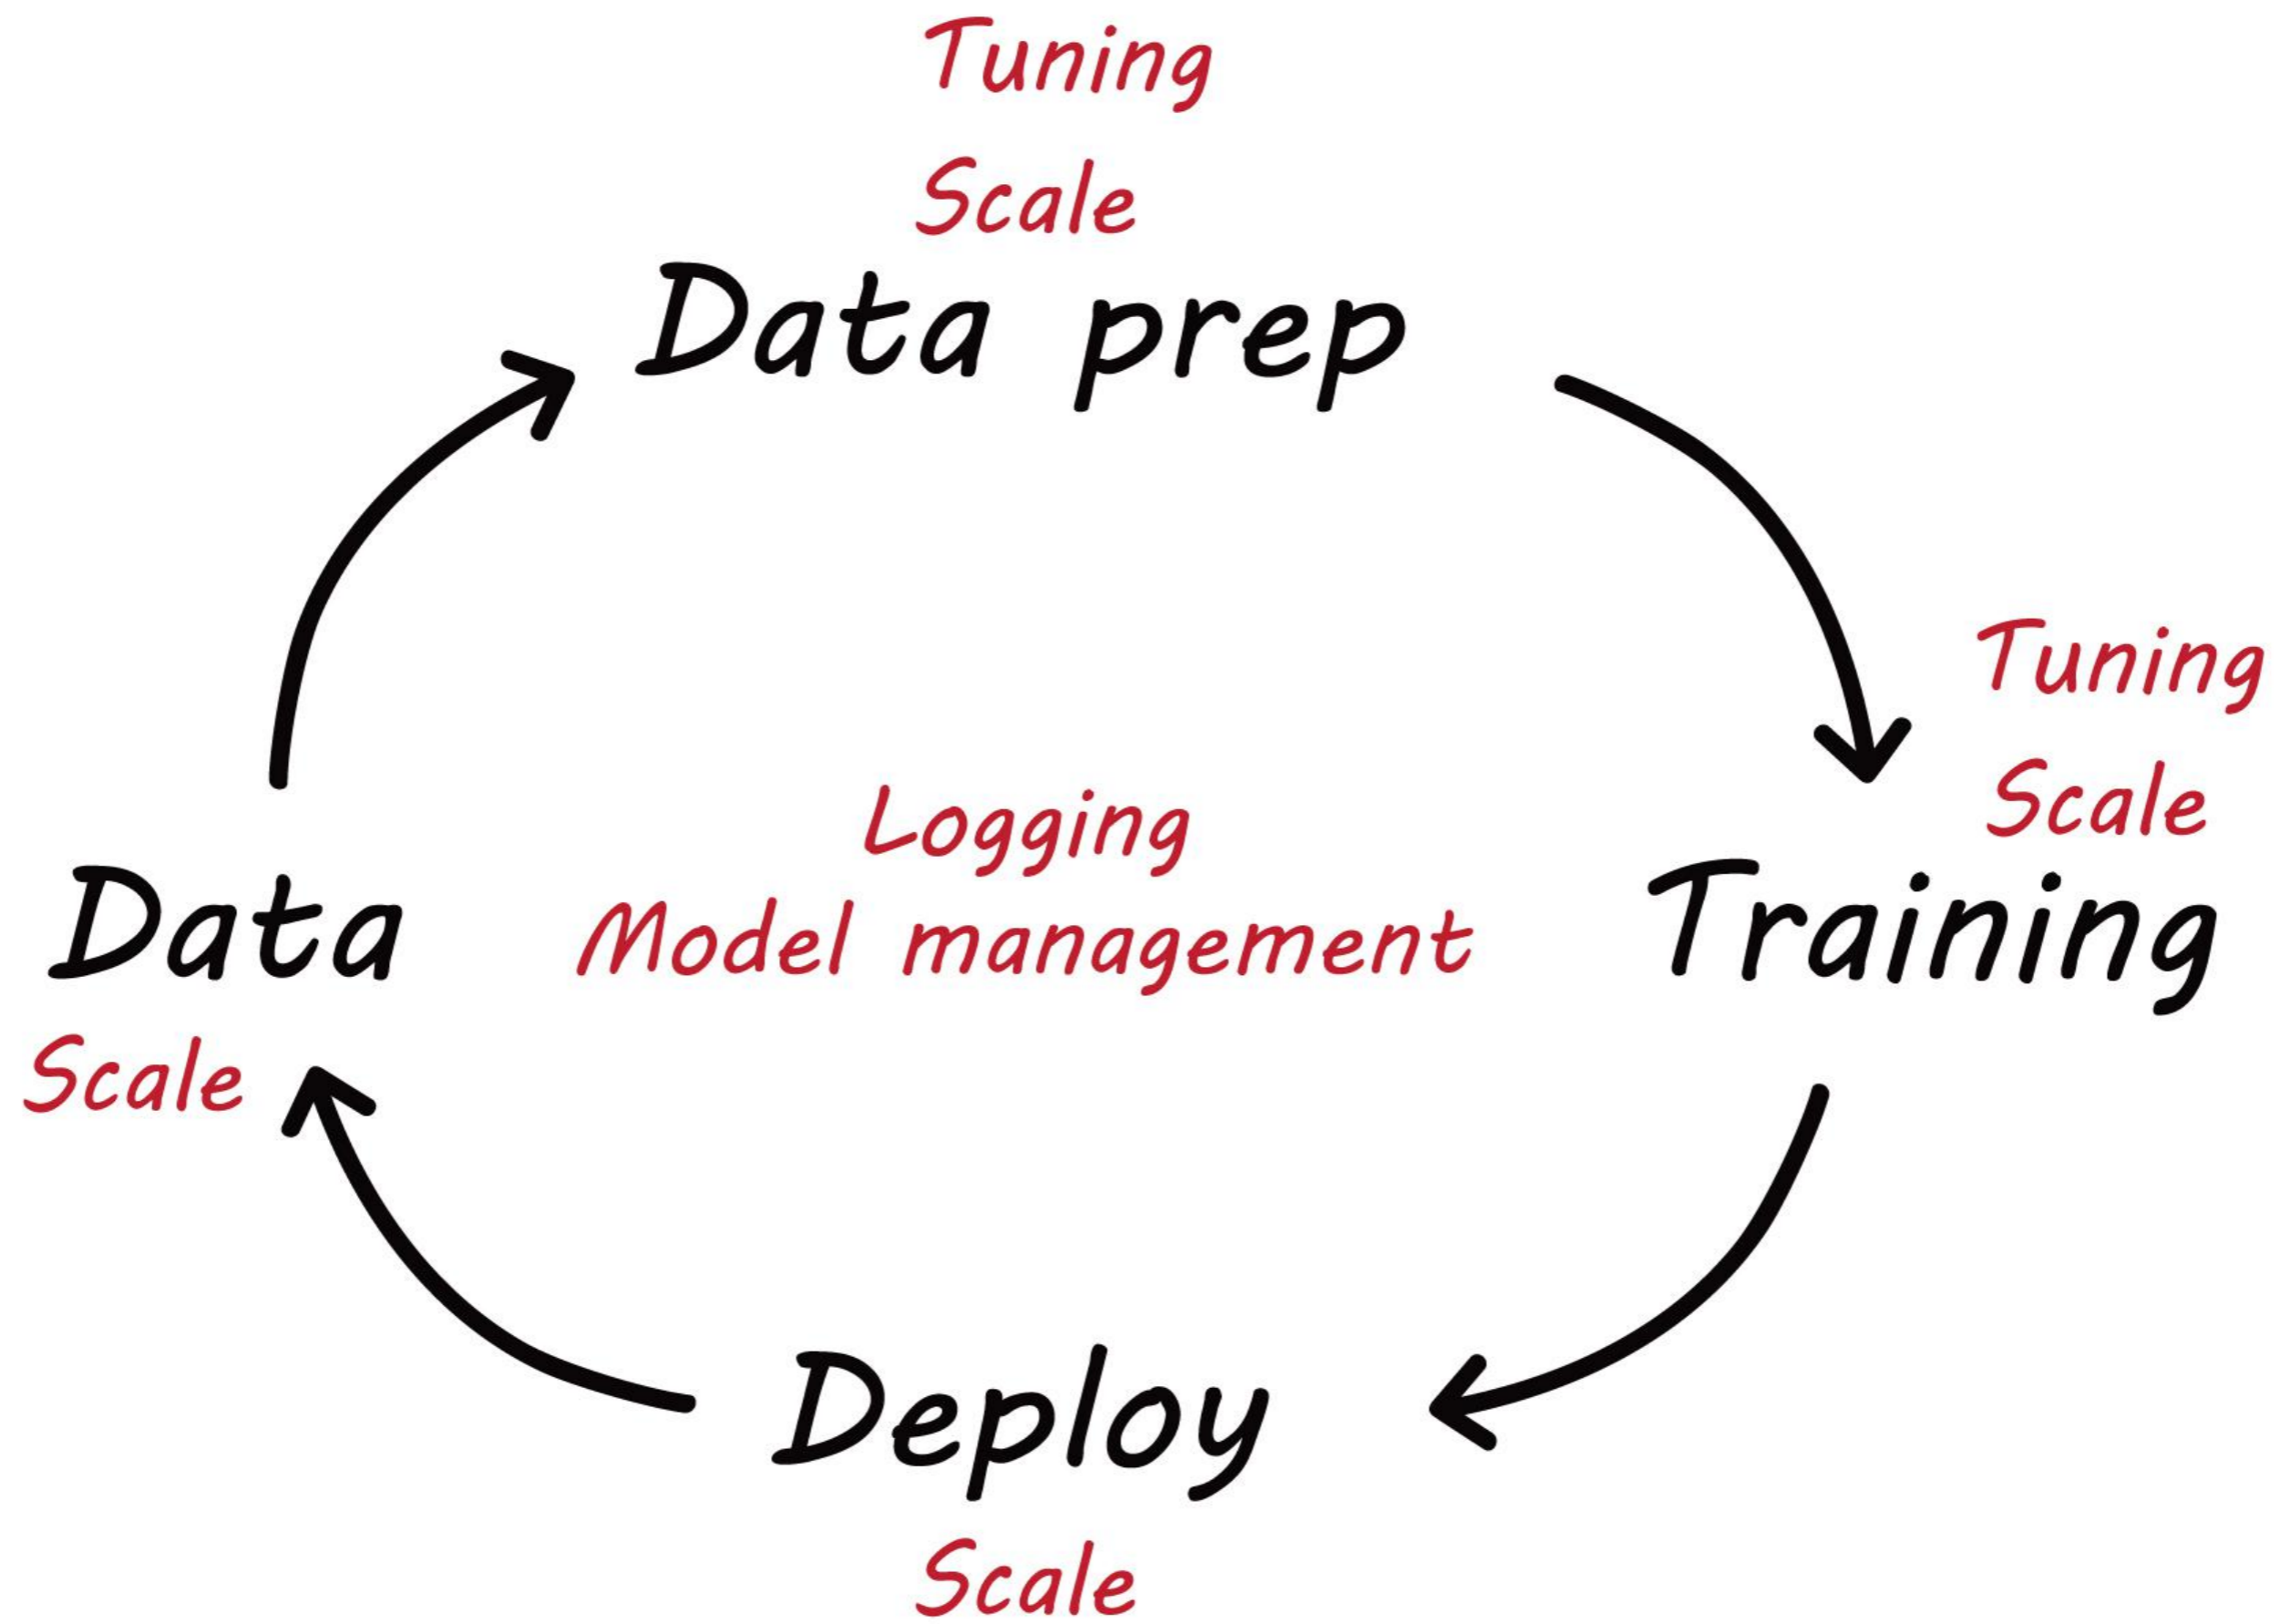 Tuning
Scale
Data prep
Tuning
Scale
Logging
Model management
Data
Training
Scale
Deploy
Scale